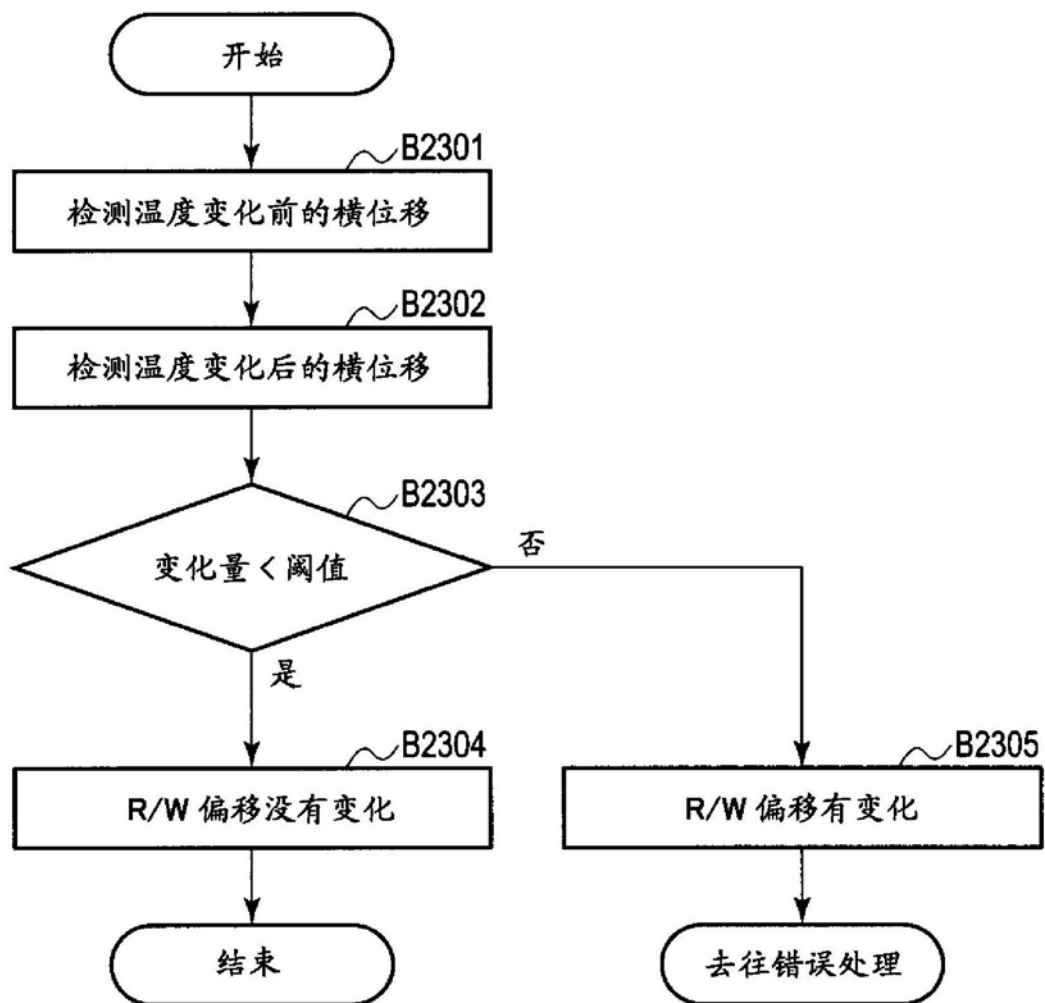 开始
B2301
检测温度变化前的横位移
B2302
检测温度变化后的横位移
B2303
变化量 < 阈值
否
是
B2304
R/W 偏移没有变化
B2305
R/W 偏移有变化
结束
去往错误处理